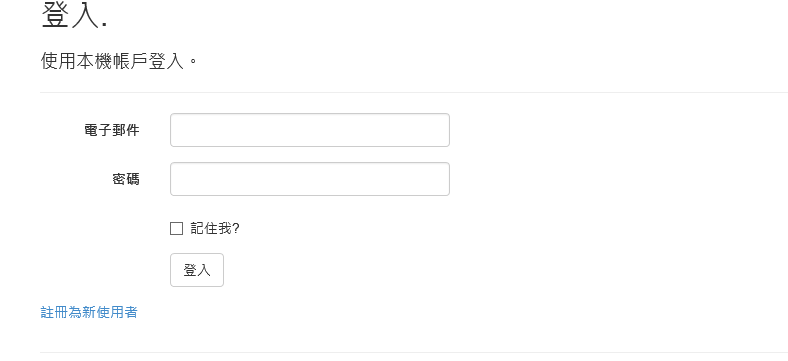 登入.
使用本機帳戶登入。
電子郵件
密碼
記住我?
登入
註冊為新使用者